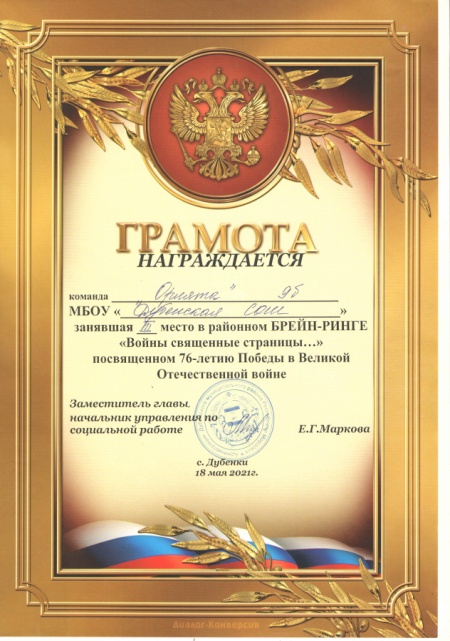 ГРАМОТА
НАГРАЖДАЕТСЯ
команда "Орлята" 9б
МБОУ « "Дубенская СОШ »
занявшая III место в районном БРЕЙН-РИНГЕ
«Войны священные страницы…»
посвященном 76-летию Победы в Великой
Отечественной войне
Заместитель главы,
начальник управления по
социальной работе Е.Г.Маркова
с. Дубенки
18 мая 2021г.